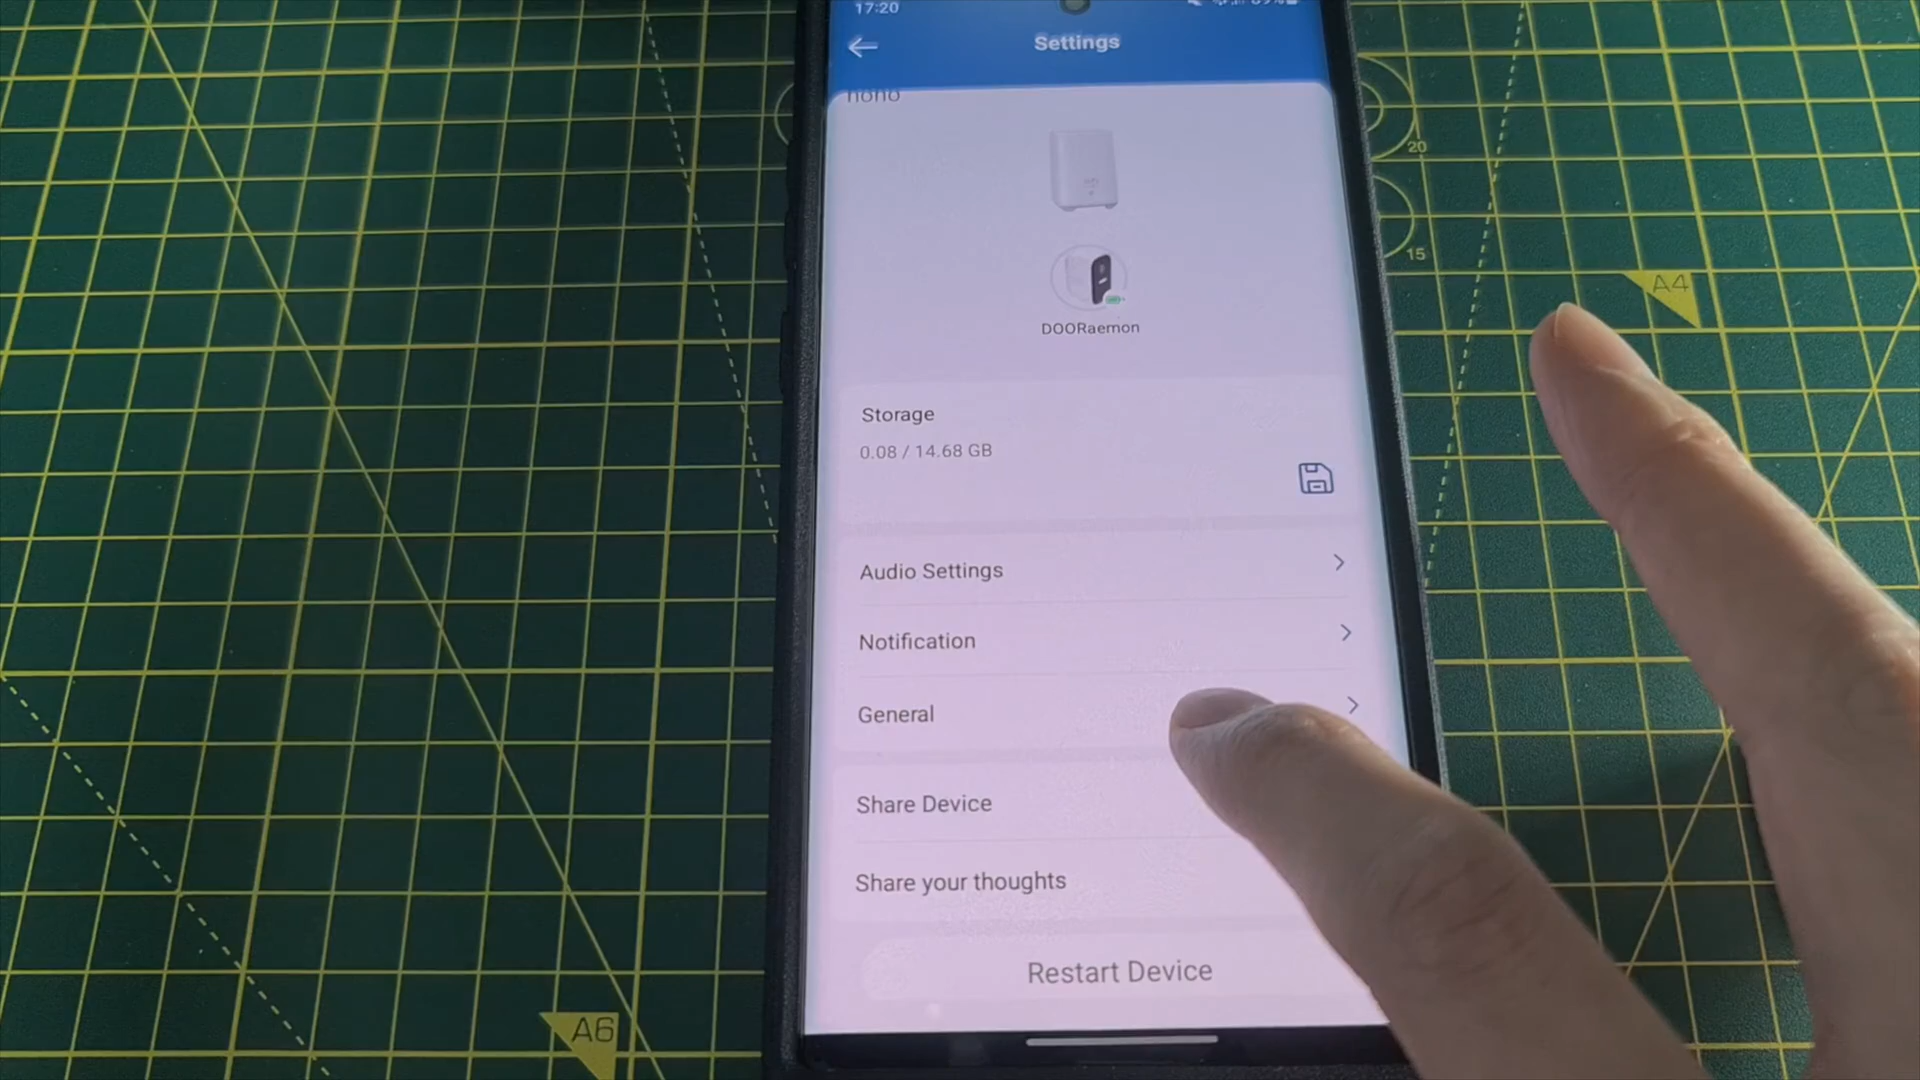 17:20
Settings
DOORaemon
Storage
0.08 / 14.68 GB
Audio Settings
Notification
General
Share Device
Share your thoughts
Restart Device
20
15
A4
A6